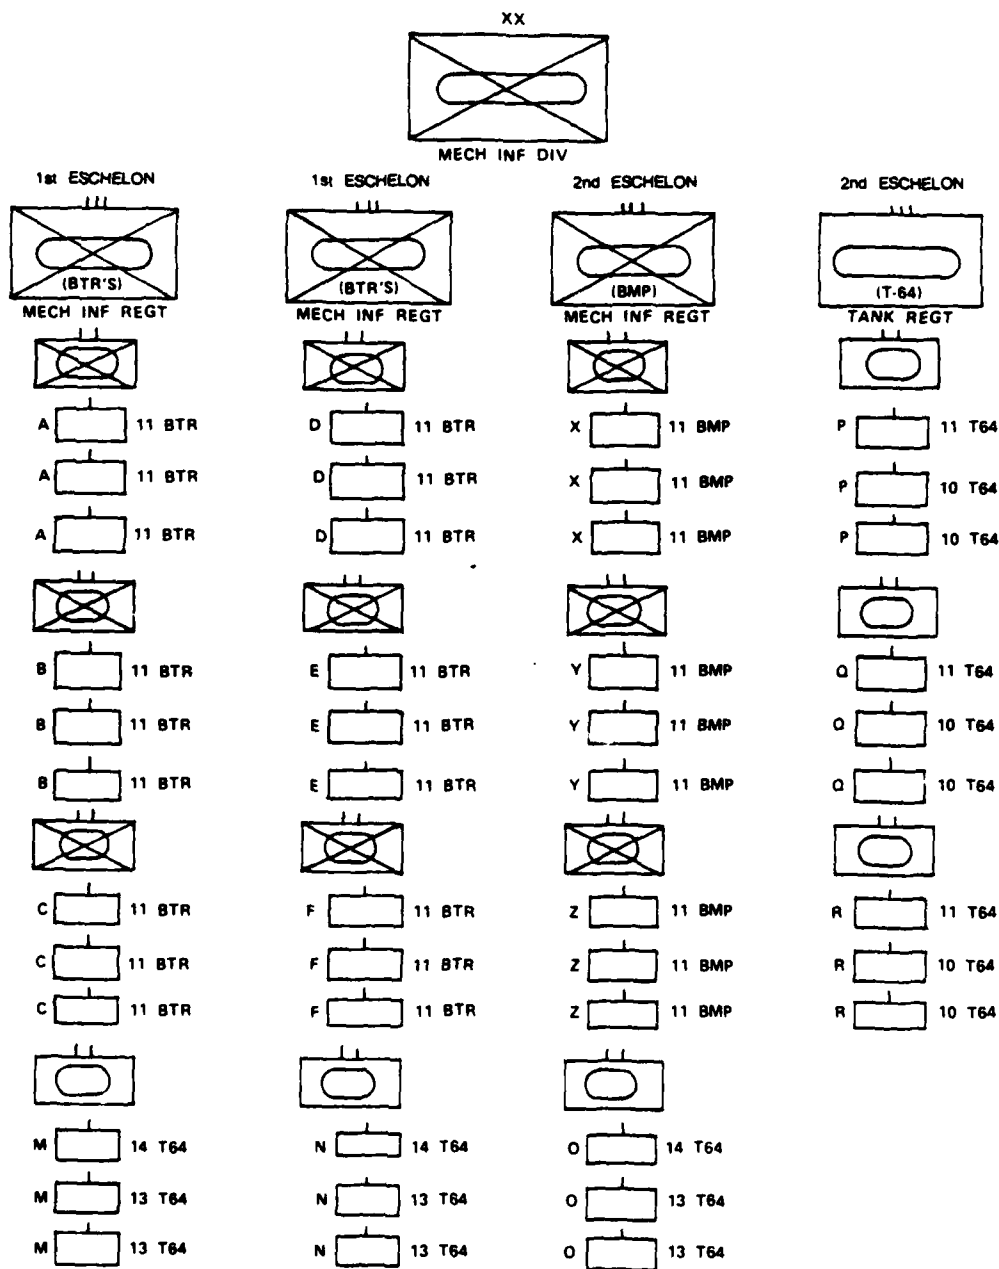 XX
MECH INF DIV
1st ESCHELON 1st ESCHELON 2nd ESCHELON 2nd ESCHELON
(BTR'S) (BTR'S) (BMP) (T-64)
MECH INF REGT MECH INF REGT MECH INF REGT TANK REGT
A 11 BTR D 11 BTR X 11 BMP P 11 T64
A 11 BTR D 11 BTR X 11 BMP P 10 T64
A 11 BTR D 11 BTR X 11 BMP P 10 T64
B 11 BTR E 11 BTR Y 11 BMP Q 11 T64
B 11 BTR E 11 BTR Y 11 BMP Q 10 T64
B 11 BTR E 11 BTR Y 11 BMP Q 10 T64
C 11 BTR F 11 BTR Z 11 BMP R 11 T64
C 11 BTR F 11 BTR Z 11 BMP R 10 T64
C 11 BTR F 11 BTR Z 11 BMP R 10 T64
M 14 T64 N 14 T64 O 14 T64
M 13 T64 N 13 T64 O 13 T64
M 13 T64 N 13 T64 O 13 T64